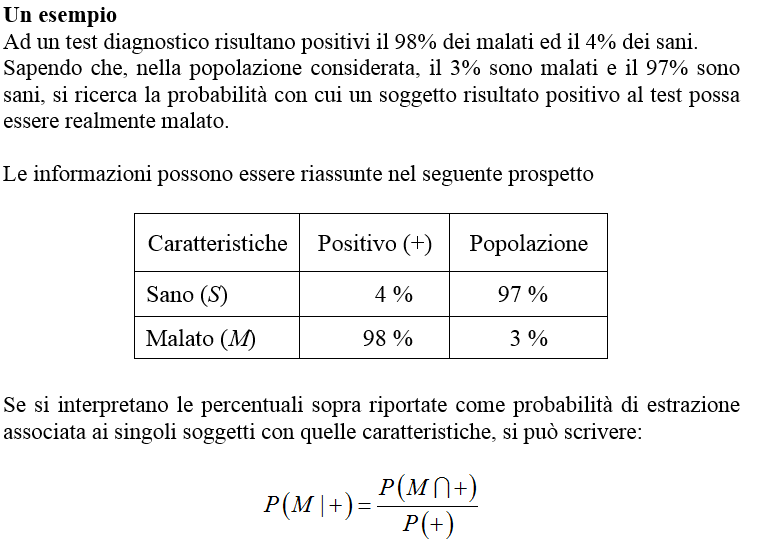 Un esempio
Ad un test diagnostico risultano positivi il 98% dei malati ed il 4% dei sani.
Sapendo che, nella popolazione considerata, il 3% sono malati e il 97% sono
sani, si ricerca la probabilità con cui un soggetto risultato positivo al test possa
essere realmente malato.
Le informazioni possono essere riassunte nel seguente prospetto
Caratteristiche Positivo (+) Popolazione
Sano (S) 4 % 97 %
Malato (M) 98 % 3 %
Se si interpretano le percentuali sopra riportate come probabilità di estrazione
associata ai singoli soggetti con quelle caratteristiche, si può scrivere:
P(M | +) = P(M ⋂ +) / P(+)